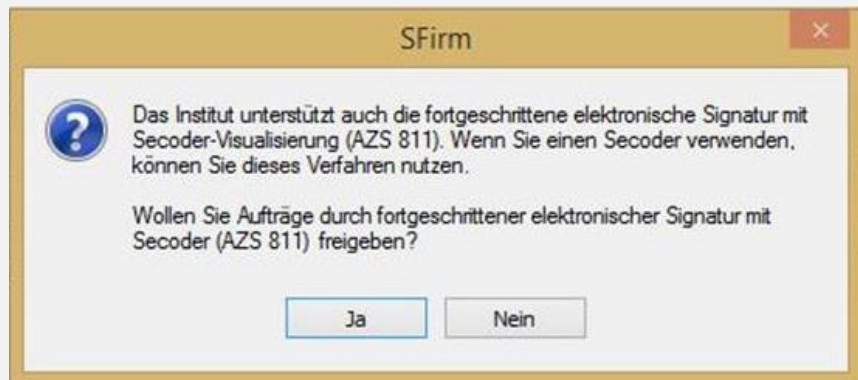 SFirm
Das Institut unterstützt auch die fortgeschrittene elektronische Signatur mit
Secoder-Visualisierung (AZS 811). Wenn Sie einen Secoder verwenden,
können Sie dieses Verfahren nutzen.
Wollen Sie Aufträge durch fortgeschrittener elektronischer Signatur mit
Secoder (AZS 811) freigeben?
Ja
Nein